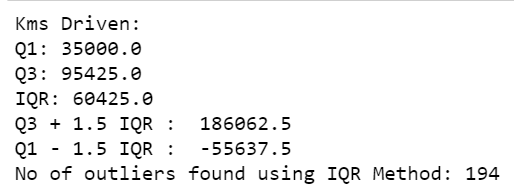 Kms Driven:
Q1: 35000.0
Q3: 95425.0
IQR: 60425.0
Q3 + 1.5 IQR :  186062.5
Q1 - 1.5 IQR :  -55637.5
No of outliers found using IQR Method: 194